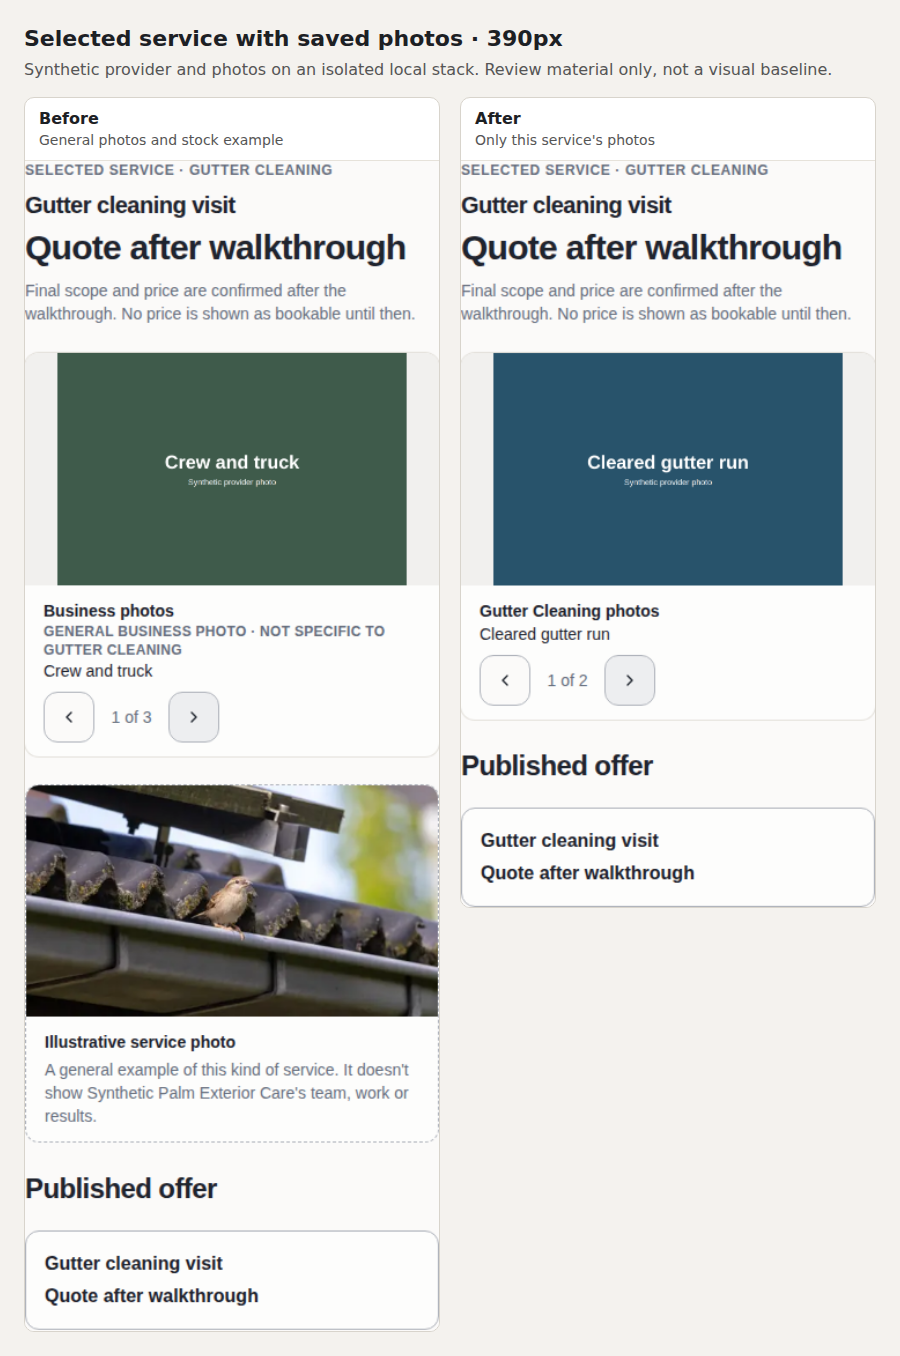 Selected service with saved photos · 390px
Synthetic provider and photos on an isolated local stack. Review material only, not a visual baseline.
Before
General photos and stock example
SELECTED SERVICE · GUTTER CLEANING
Gutter cleaning visit
Quote after walkthrough
Final scope and price are confirmed after the
walkthrough. No price is shown as bookable until then.
Crew and truck
Synthetic provider photo
Business photos
GENERAL BUSINESS PHOTO · NOT SPECIFIC TO
GUTTER CLEANING
Crew and truck
1 of 3
Illustrative service photo
A general example of this kind of service. It doesn't
show Synthetic Palm Exterior Care's team, work or
results.
Published offer
Gutter cleaning visit
Quote after walkthrough
After
Only this service's photos
SELECTED SERVICE · GUTTER CLEANING
Gutter cleaning visit
Quote after walkthrough
Final scope and price are confirmed after the
walkthrough. No price is shown as bookable until then.
Cleared gutter run
Synthetic provider photo
Gutter Cleaning photos
Cleared gutter run
1 of 2
Published offer
Gutter cleaning visit
Quote after walkthrough